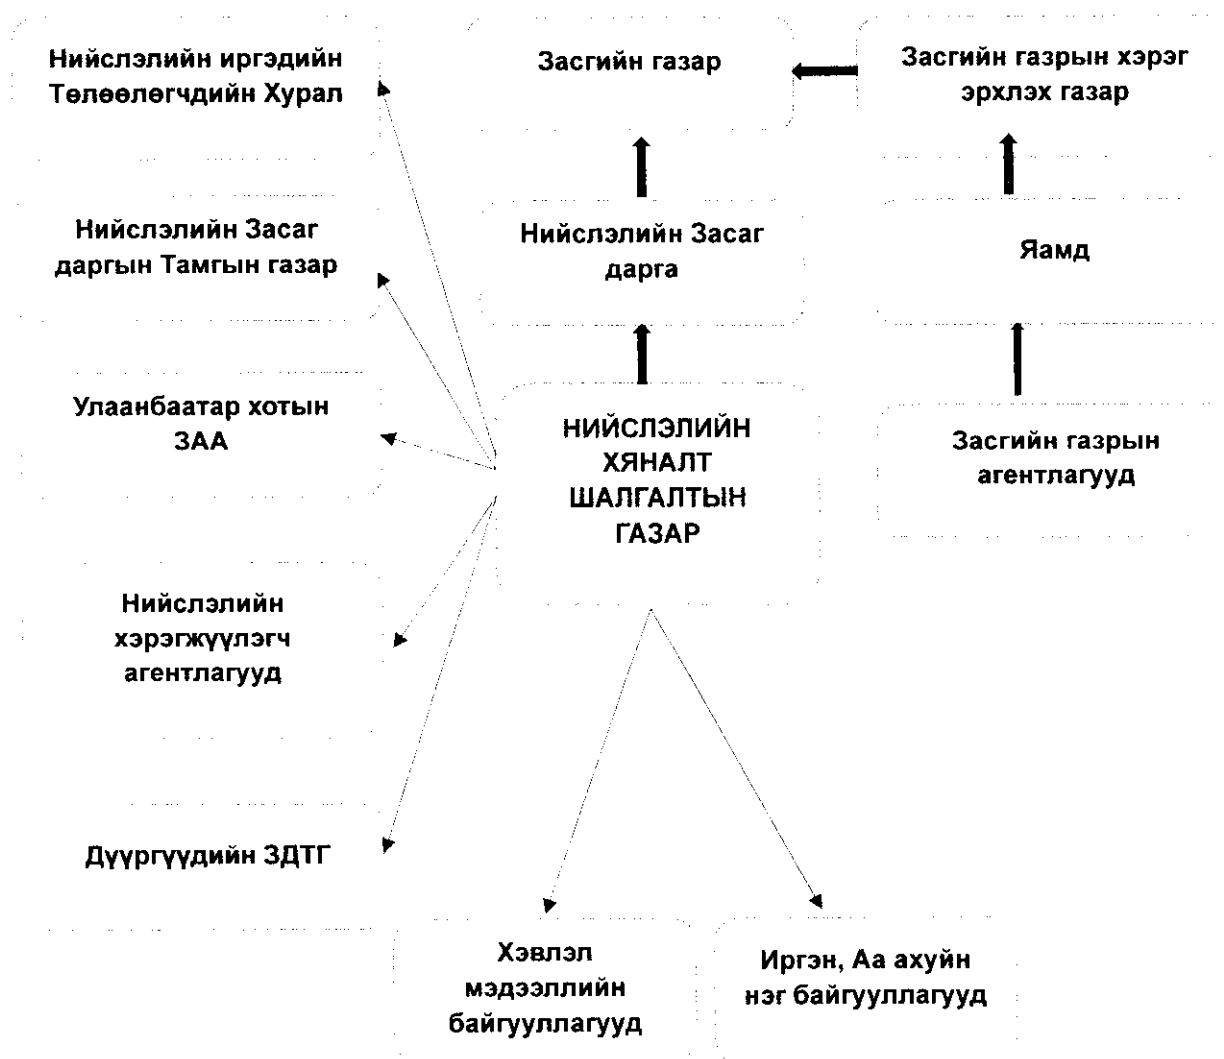 Нийслэлийн иргэдийн
Төлөөлөгчдийн Хурал
Засгийн газар
Засгийн газрын хэрэг
эрхлэх газар
Нийслэлийн Засаг
даргын Тамгын газар
Нийслэлийн Засаг
дарга
Яамд
Улаанбаатар хотын
ЗАА
НИЙСЛЭЛИЙН
ХЯНАЛТ
ШАЛГАЛТЫН
ГАЗАР
Засгийн газрын
агентлагууд
Нийслэлийн
хэрэгжүүлэгч
агентлагууд
Дүүргүүдийн ЗДТГ
Хэвлэл
мэдээллийн
байгууллагууд
Иргэн, Аа ахуйн
нэг байгууллагууд